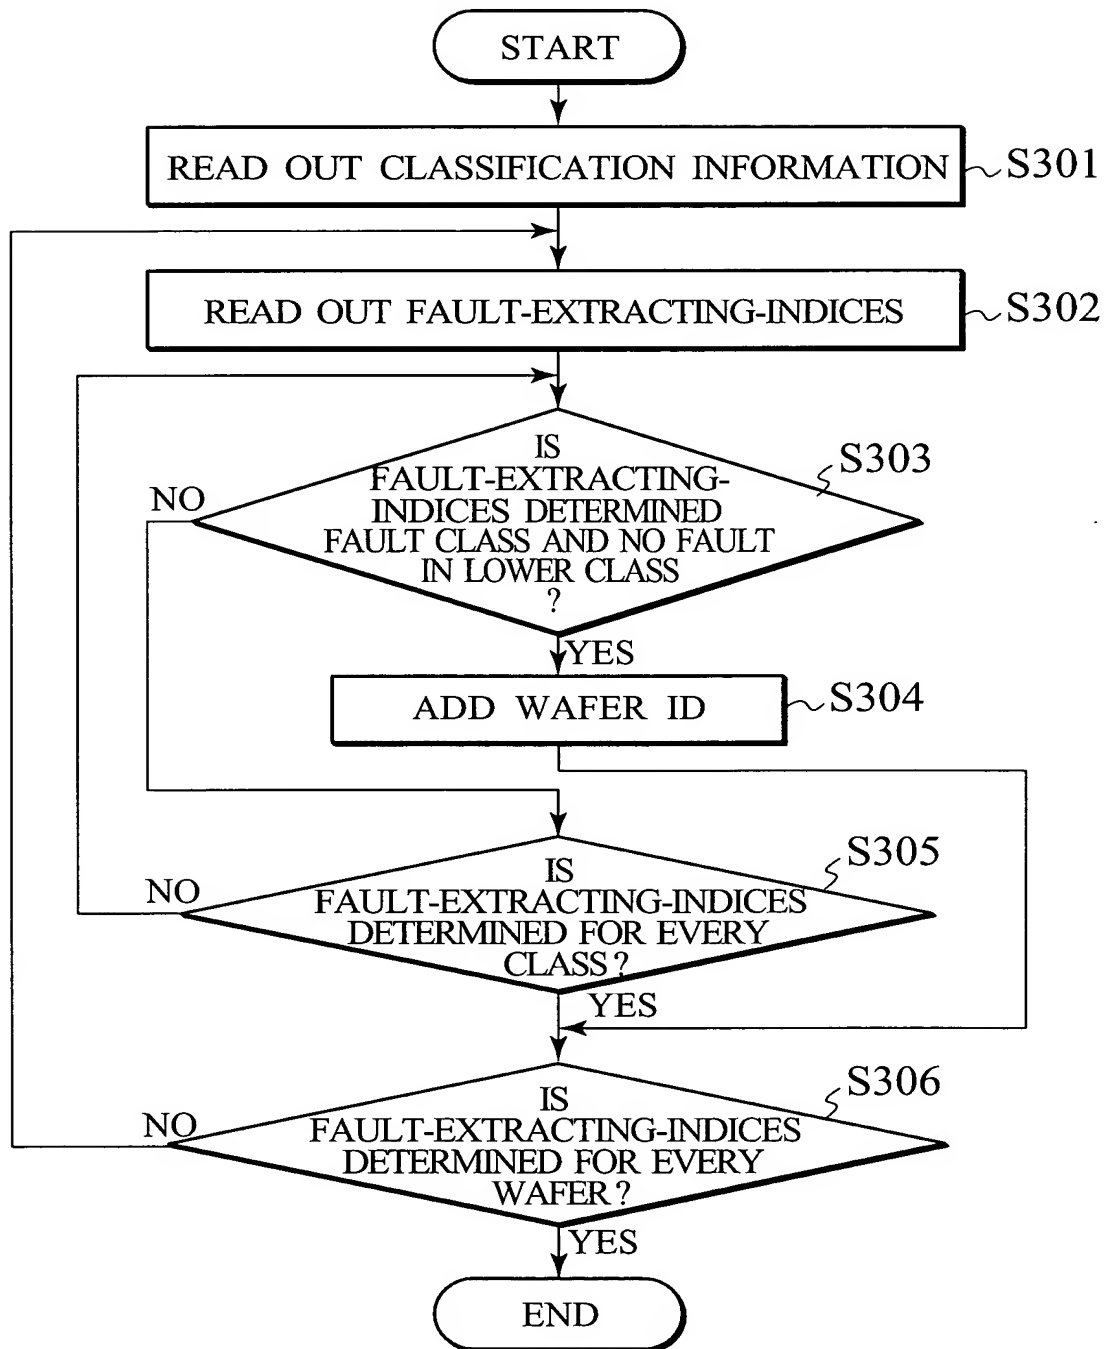 START
READ OUT CLASSIFICATION INFORMATION
S301
READ OUT FAULT-EXTRACTING-INDICES
S302
IS
FAULT-EXTRACTING-
INDICES DETERMINED
FAULT CLASS AND NO FAULT
IN LOWER CLASS
?
S303
NO
YES
ADD WAFER ID
S304
IS
FAULT-EXTRACTING-INDICES
DETERMINED FOR EVERY
CLASS?
S305
NO
YES
IS
FAULT-EXTRACTING-INDICES
DETERMINED FOR EVERY
WAFER?
S306
NO
YES
END